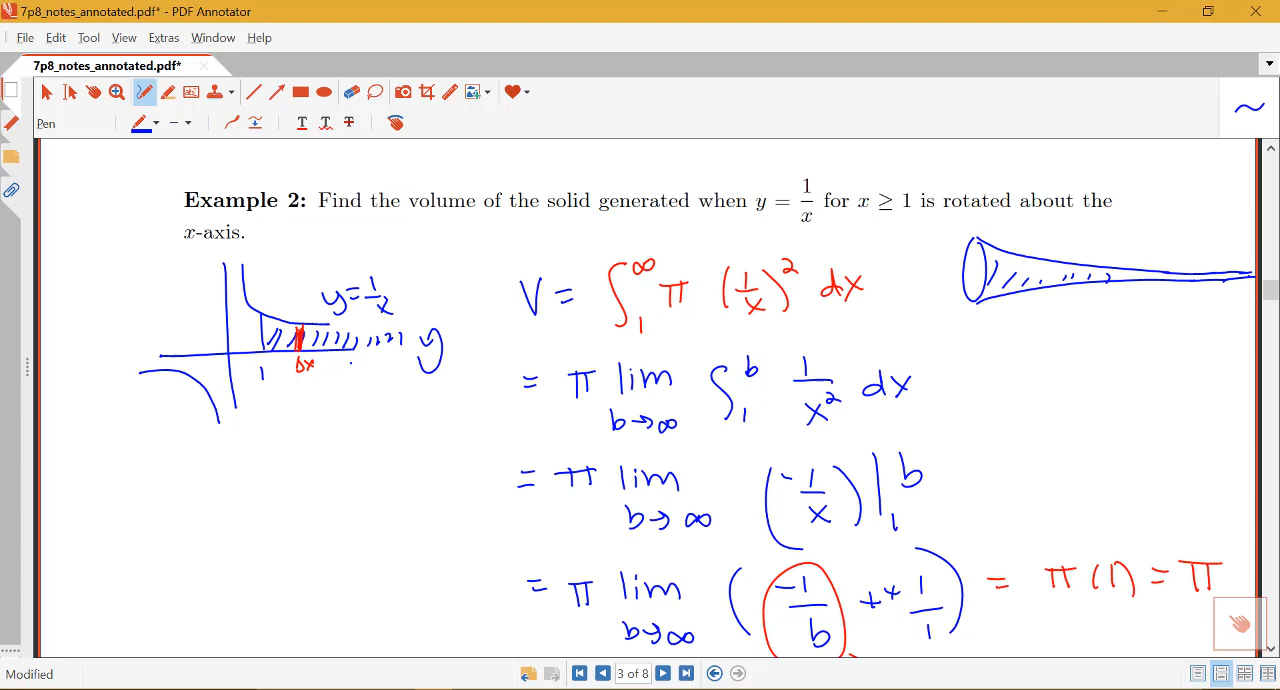 7p8_notes_annotated.pdf* - PDF Annotator
File Edit Tool View Extras Window Help
7p8_notes_annotated.pdf*
Pen
Example 2: Find the volume of the solid generated when y = 1/x for x ≥ 1 is rotated about the
x-axis.
y = 1/x
1 Δx
V = ∫₁^∞ π (1/x)² dx
= π lim b→∞ ∫₁^b 1/x² dx
= π lim b→∞ (-1/x) |₁^b
= π lim b→∞ (-1/b + + 1/1) = π(1) = π
Modified
3 of 8